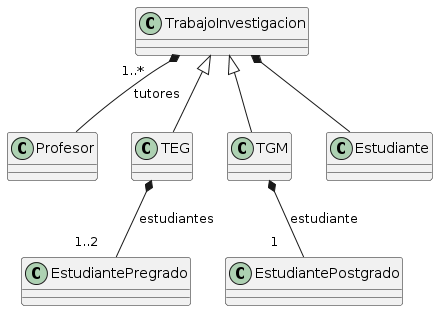 C TrabajoInvestigacion
1..*
tutores
C Profesor
C TEG
C TGM
C Estudiante
estudiantes
estudiante
1..2
1
C EstudiantePregrado
C EstudiantePostgrado